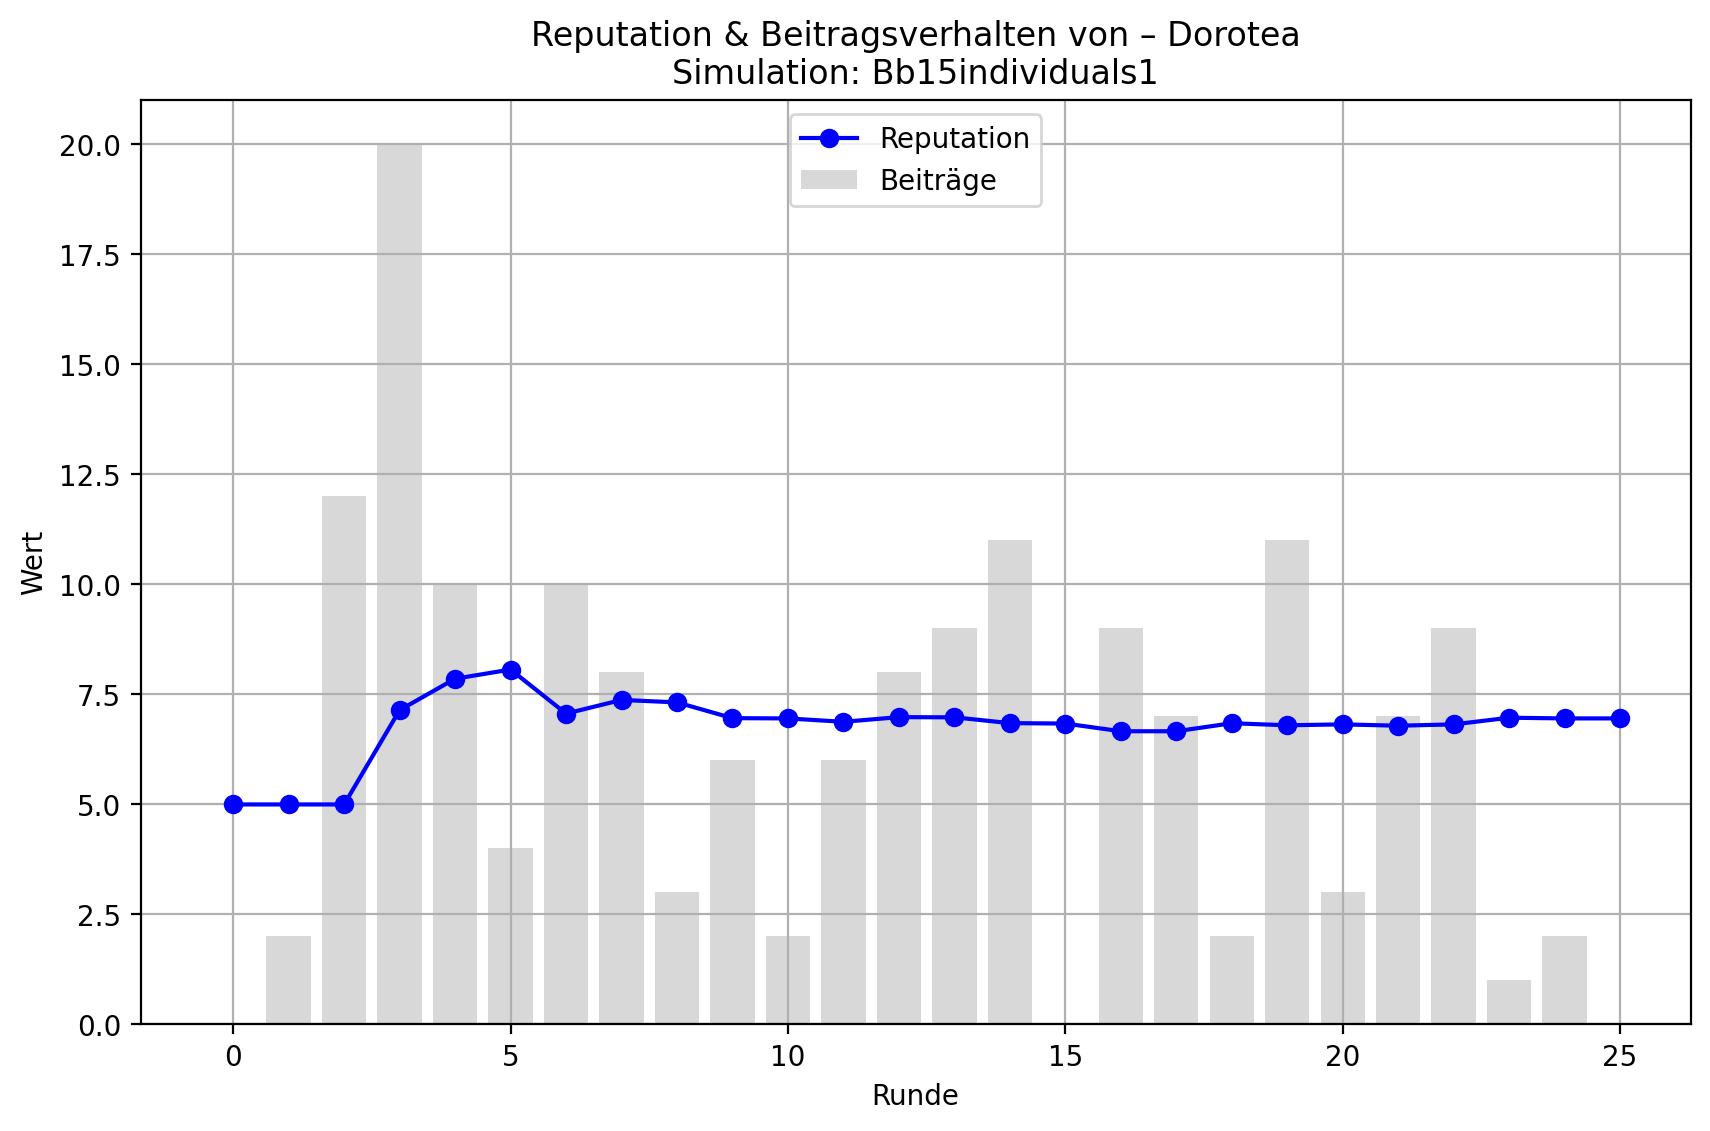 Reputation & Beitragsverhalten von – Dorotea
Simulation: Bb15individuals1
Reputation
Beiträge
20.0
17.5
15.0
12.5
10.0
7.5
5.0
2.5
0.0
Wert
0 5 10 15 20 25
Runde